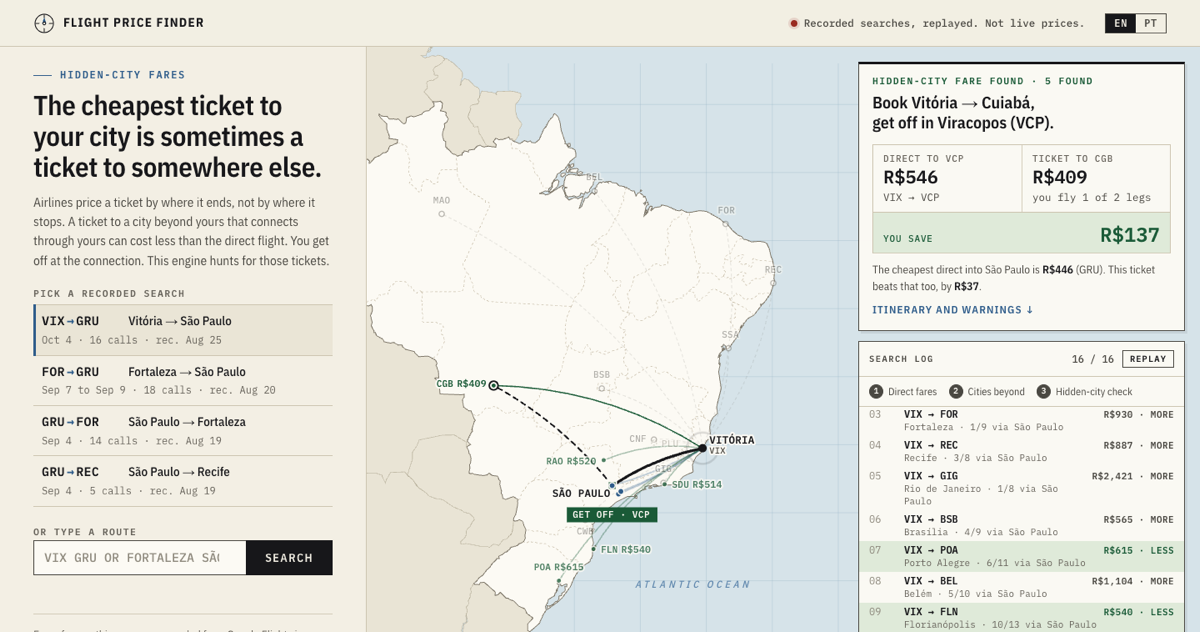 FLIGHT PRICE FINDER
Recorded searches, replayed. Not live prices.
EN PT
HIDDEN-CITY FARES
The cheapest ticket to
your city is sometimes a
ticket to somewhere else.
Airlines price a ticket by where it ends, not by where it
stops. A ticket to a city beyond yours that connects
through yours can cost less than the direct flight. You get
off at the connection. This engine hunts for those tickets.
PICK A RECORDED SEARCH
VIX→GRU Vitória → São Paulo
Oct 4 · 16 calls · rec. Aug 25
FOR→GRU Fortaleza → São Paulo
Sep 7 to Sep 9 · 18 calls · rec. Aug 20
GRU→FOR São Paulo → Fortaleza
Sep 4 · 14 calls · rec. Aug 19
GRU→REC São Paulo → Recife
Sep 4 · 5 calls · rec. Aug 19
OR TYPE A ROUTE
VIX GRU OR FORTALEZA SÃ
SEARCH
MAO
BEL
FOR
REC
SSA
BSB
CGB R$409
CNF
PLU
VITÓRIA
VIX
RAO R$520
GIG
SDU R$514
SÃO PAULO
GET OFF · VCP
CWB
FLN R$540
POA R$615
ATLANTIC OCEAN
HIDDEN-CITY FARE FOUND · 5 FOUND
Book Vitória → Cuiabá,
get off in Viracopos (VCP).
DIRECT TO VCP
R$546
VIX → VCP
TICKET TO CGB
R$409
you fly 1 of 2 legs
YOU SAVE R$137
The cheapest direct into São Paulo is R$446 (GRU). This ticket
beats that too, by R$37.
ITINERARY AND WARNINGS ↓
SEARCH LOG 16 / 16 REPLAY
1 Direct fares 2 Cities beyond 3 Hidden-city check
03 VIX → FOR R$930 · MORE
Fortaleza · 1/9 via São Paulo
04 VIX → REC R$887 · MORE
Recife · 3/8 via São Paulo
05 VIX → GIG R$2,421 · MORE
Rio de Janeiro · 1/8 via São
Paulo
06 VIX → BSB R$565 · MORE
Brasília · 4/9 via São Paulo
07 VIX → POA R$615 · LESS
Porto Alegre · 6/11 via São Paulo
08 VIX → BEL R$1,104 · MORE
Belém · 5/10 via São Paulo
09 VIX → FLN R$540 · LESS
Florianópolis · 10/13 via São Paulo